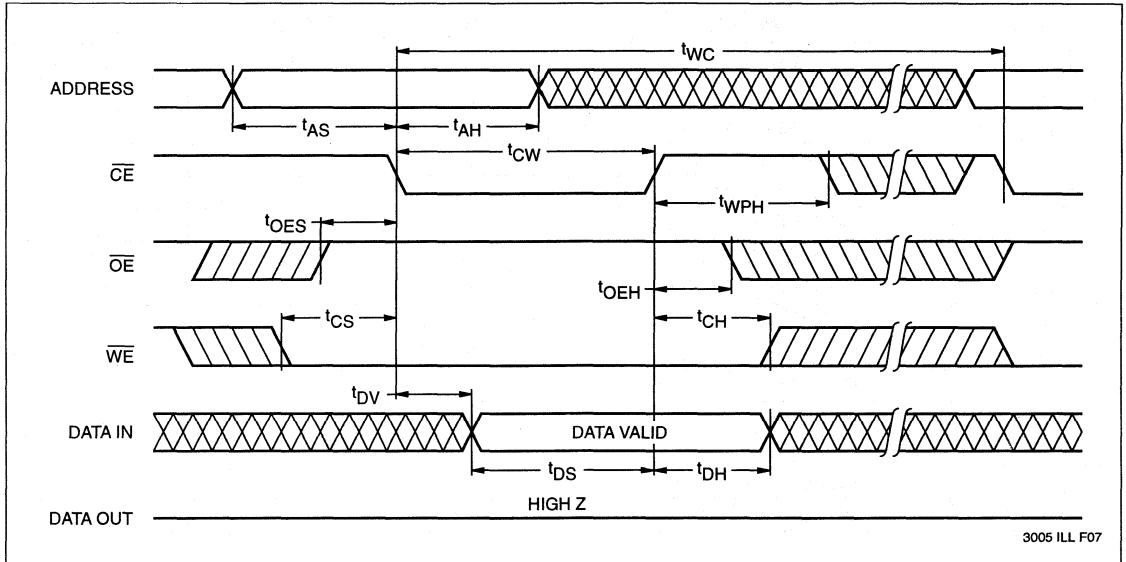 tWC
ADDRESS
tAS
tAH
tCW
CE
tWPH
tOES
OE
tOEH
tCS
tCH
WE
tDV
DATA IN
DATA VALID
tDS
tDH
HIGH Z
DATA OUT
3005 ILL F07